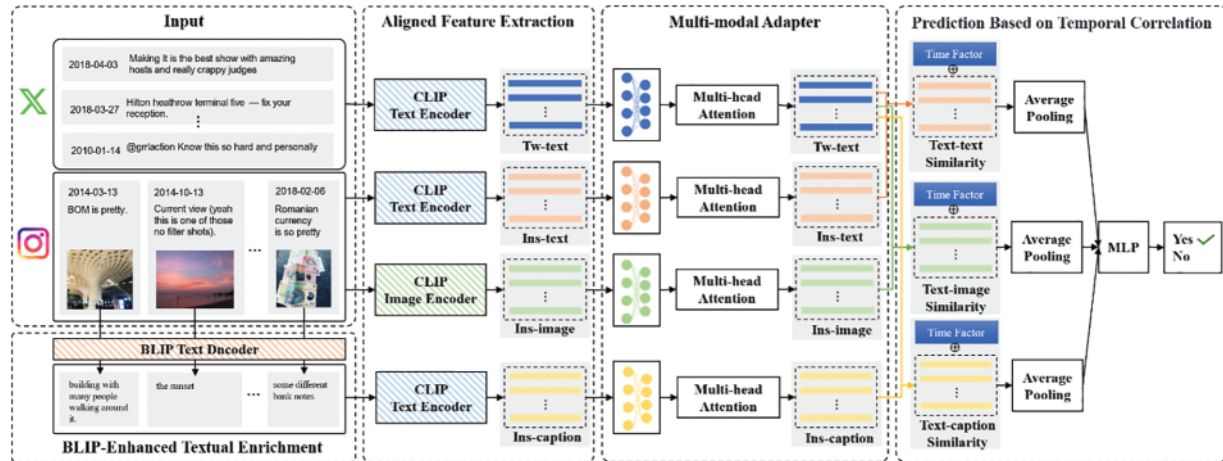 Input
2018-04-03
Making It is the best show with amazing
hosts and really crappy judges
2018-03-27
Hilton heathrow terminal five — fix your
reception.
2010-01-14
@grrlaction Know this so hard and personally
2014-03-13
BOM is pretty.
2014-10-13
Current view (yeah
this is one of those
no filter shots).
2018-02-06
Romanian
currency
is so pretty
BLIP Text Dncoder
building with
many people
walking around
it.
the sunset
some different
bank notes
BLIP-Enhanced Textual Enrichment
Aligned Feature Extraction
CLIP
Text Encoder
Tw-text
CLIP
Text Encoder
Ins-text
CLIP
Image Encoder
Ins-image
CLIP
Text Encoder
Ins-caption
Multi-modal Adapter
Multi-head
Attention
Tw-text
Multi-head
Attention
Ins-text
Multi-head
Attention
Ins-image
Multi-head
Attention
Ins-caption
Prediction Based on Temporal Correlation
Time Factor
Text-text
Similarity
Average
Pooling
Time Factor
Text-image
Similarity
Average
Pooling
Time Factor
Text-caption
Similarity
Average
Pooling
MLP
Yes
No